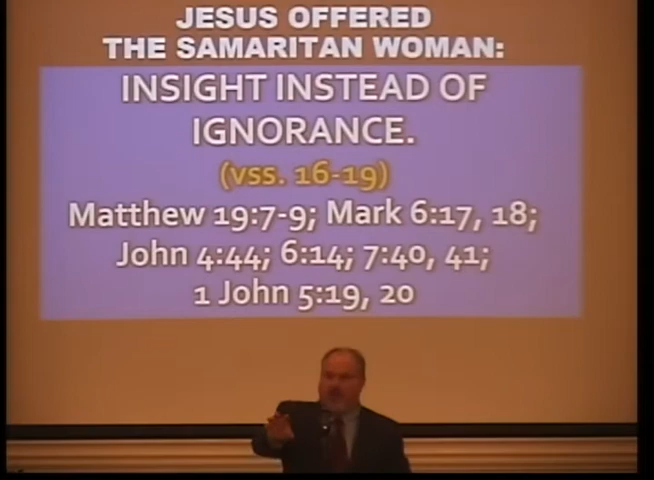 JESUS OFFERED
THE SAMARITAN WOMAN:
INSIGHT INSTEAD OF
IGNORANCE.
(vss. 16-19)
Matthew 19:7-9; Mark 6:17, 18;
John 4:44; 6:14; 7:40, 41;
1 John 5:19, 20